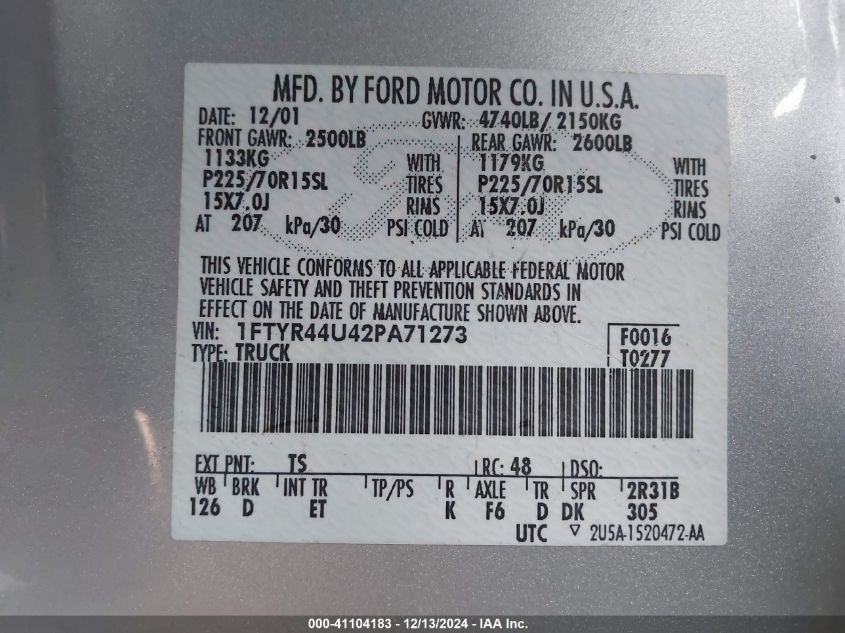 MFD. BY FORD MOTOR CO. IN U.S.A.
DATE: 12/01 GVWR: 4740LB/ 2150KG
FRONT GAWR: 2500LB REAR GAWR: 2600LB
1133KG WITH 1179KG WITH
P225/70R15SL TIRES P225/70R15SL TIRES
15X7.0J RIMS 15X7.0J RIMS
AT 207 kPa/30 PSI COLD AT 207 kPa/30 PSI COLD
THIS VEHICLE CONFORMS TO ALL APPLICABLE FEDERAL MOTOR
VEHICLE SAFETY AND THEFT PREVENTION STANDARDS IN
EFFECT ON THE DATE OF MANUFACTURE SHOWN ABOVE.
VIN: 1FTYR44U42PA71273 F0016
TYPE: TRUCK T0277
EXT PNT: TS RC: 48 DSO:
WB BRK INT TR TP/PS R AXLE TR SPR 2R31B
126 D ET K F6 D DK 305
UTC ▽ 2U5A-1520472-AA
000-41104183 - 12/13/2024 - IAA Inc.